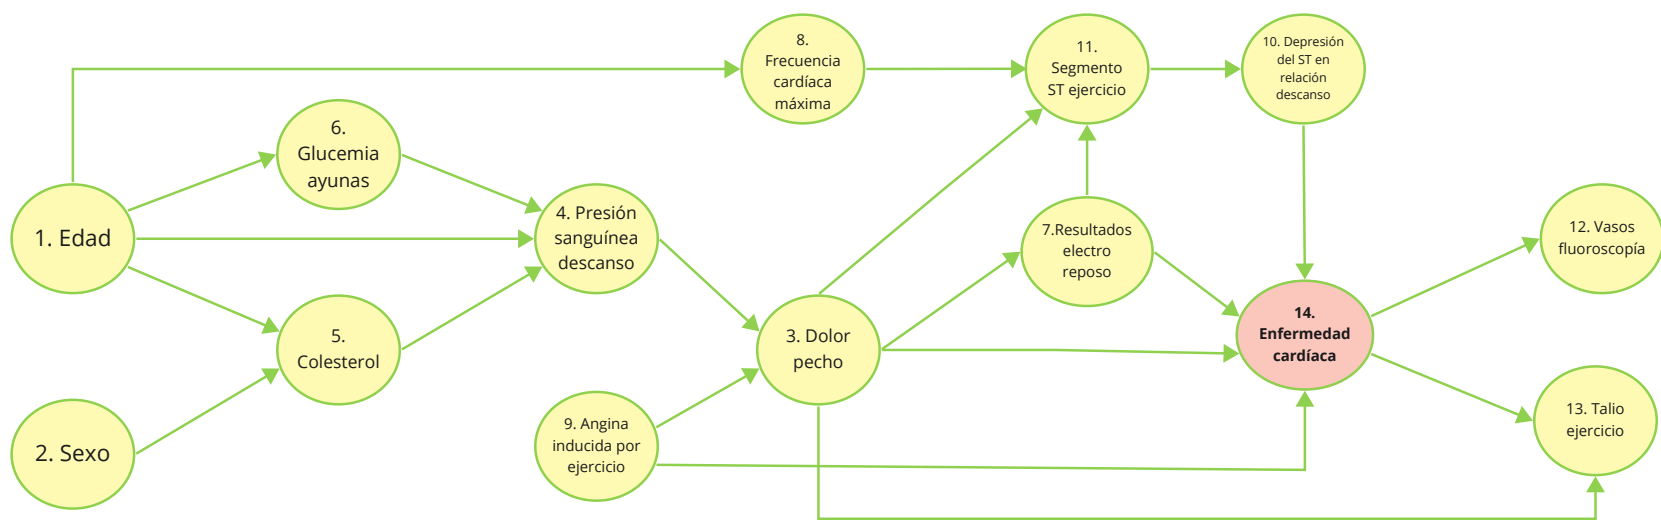 8.
Frecuencia
cardíaca
máxima
11.
Segmento
ST ejercicio
10. Depresión
del ST en
relación
descanso
6.
Glucemia
ayunas
1. Edad
4. Presión
sanguínea
descanso
7.Resultados
electro
reposo
12. Vasos
fluoroscopía
5.
Colesterol
3. Dolor
pecho
14.
Enfermedad
cardíaca
2. Sexo
9. Angina
inducida por
ejercicio
13. Talio
ejercicio